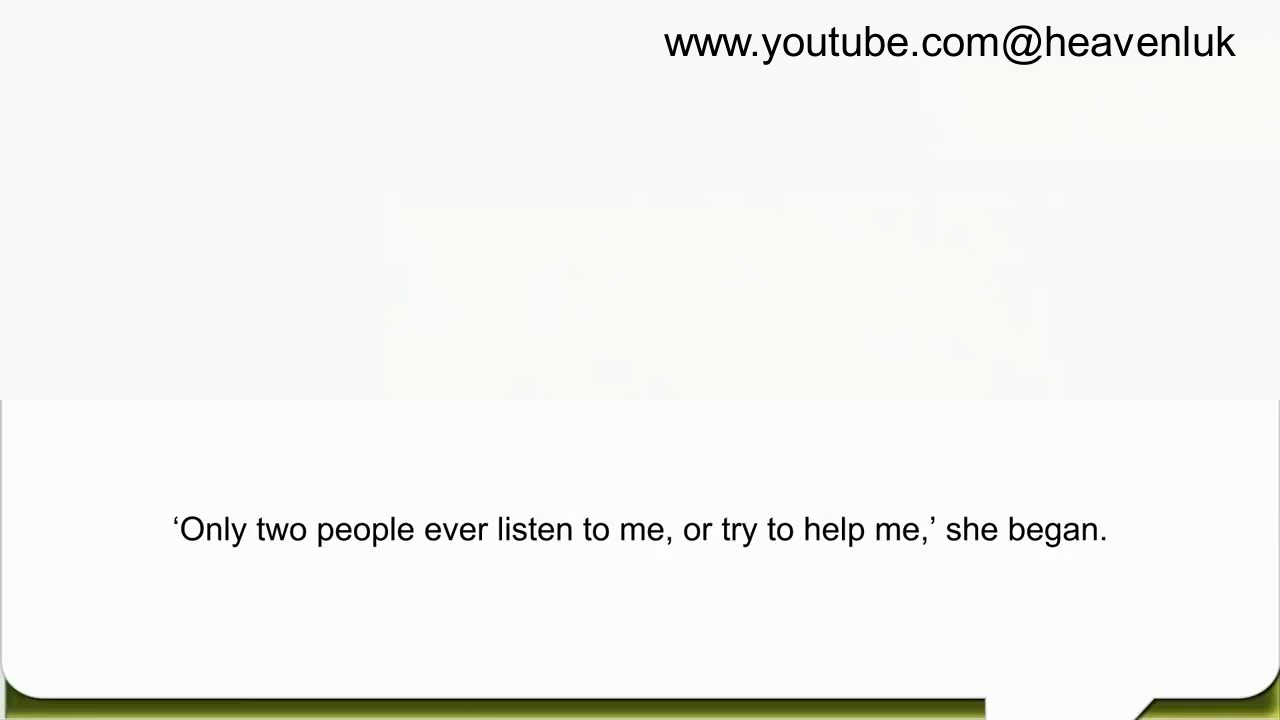 www.youtube.com@heavenluk
‘Only two people ever listen to me, or try to help me,’ she began.